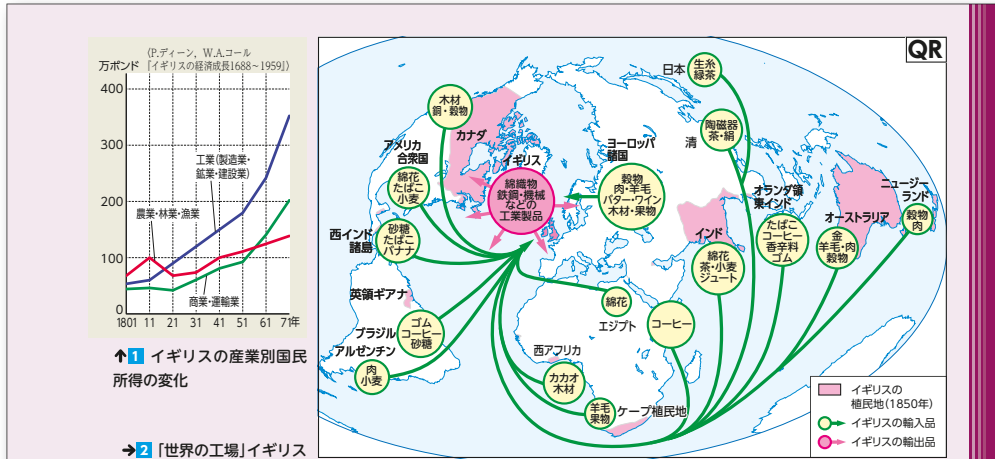 〈P.ディーン、W.A.コール
『イギリスの経済成長1688~1959』〉
万ポンド
400
300
200
100
0
1801
11
21
31
41
51
61
71年
工業(製造業・
鉱業・建設業)
農業・林業・漁業
商業・運輸業
↑1 イギリスの産業別国民
所得の変化
→2 「世界の工場」イギリス
QR
日本
生糸
緑茶
清
陶磁器
茶・絹
木材
銅・穀物
カナダ
アメリカ
合衆国
綿花
たばこ
小麦
イギリス
綿織物
鉄鋼・機械
などの
工業製品
ヨーロッパ
諸国
穀物
肉・羊毛
バター・ワイン
木材・果物
西インド
諸島
砂糖
たばこ
バナナ
インド
綿花
茶・小麦
ジュート
オランダ領
東インド
たばこ
コーヒー
香辛料
ゴム
オーストラリア
金
羊毛・肉
穀物
ニュージー
ランド
穀物
肉
英領ギアナ
ブラジル
ゴム
コーヒー
砂糖
アルゼンチン
肉
小麦
綿花
エジプト
コーヒー
西アフリカ
カカオ
木材
羊毛
果物
ケープ植民地
イギリスの
植民地(1850年)
イギリスの輸入品
イギリスの輸出品